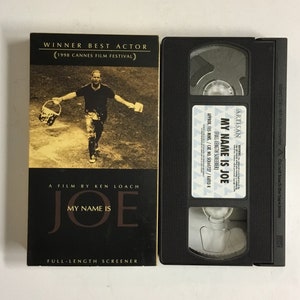 WINNER BEST ACTOR
(1998 CANNES FILM FESTIVAL)
A FILM BY KEN LOACH
MY NAME IS
JOE
FULL-LENGTH SCREENER
ARTISAN
MY NAME IS JOE